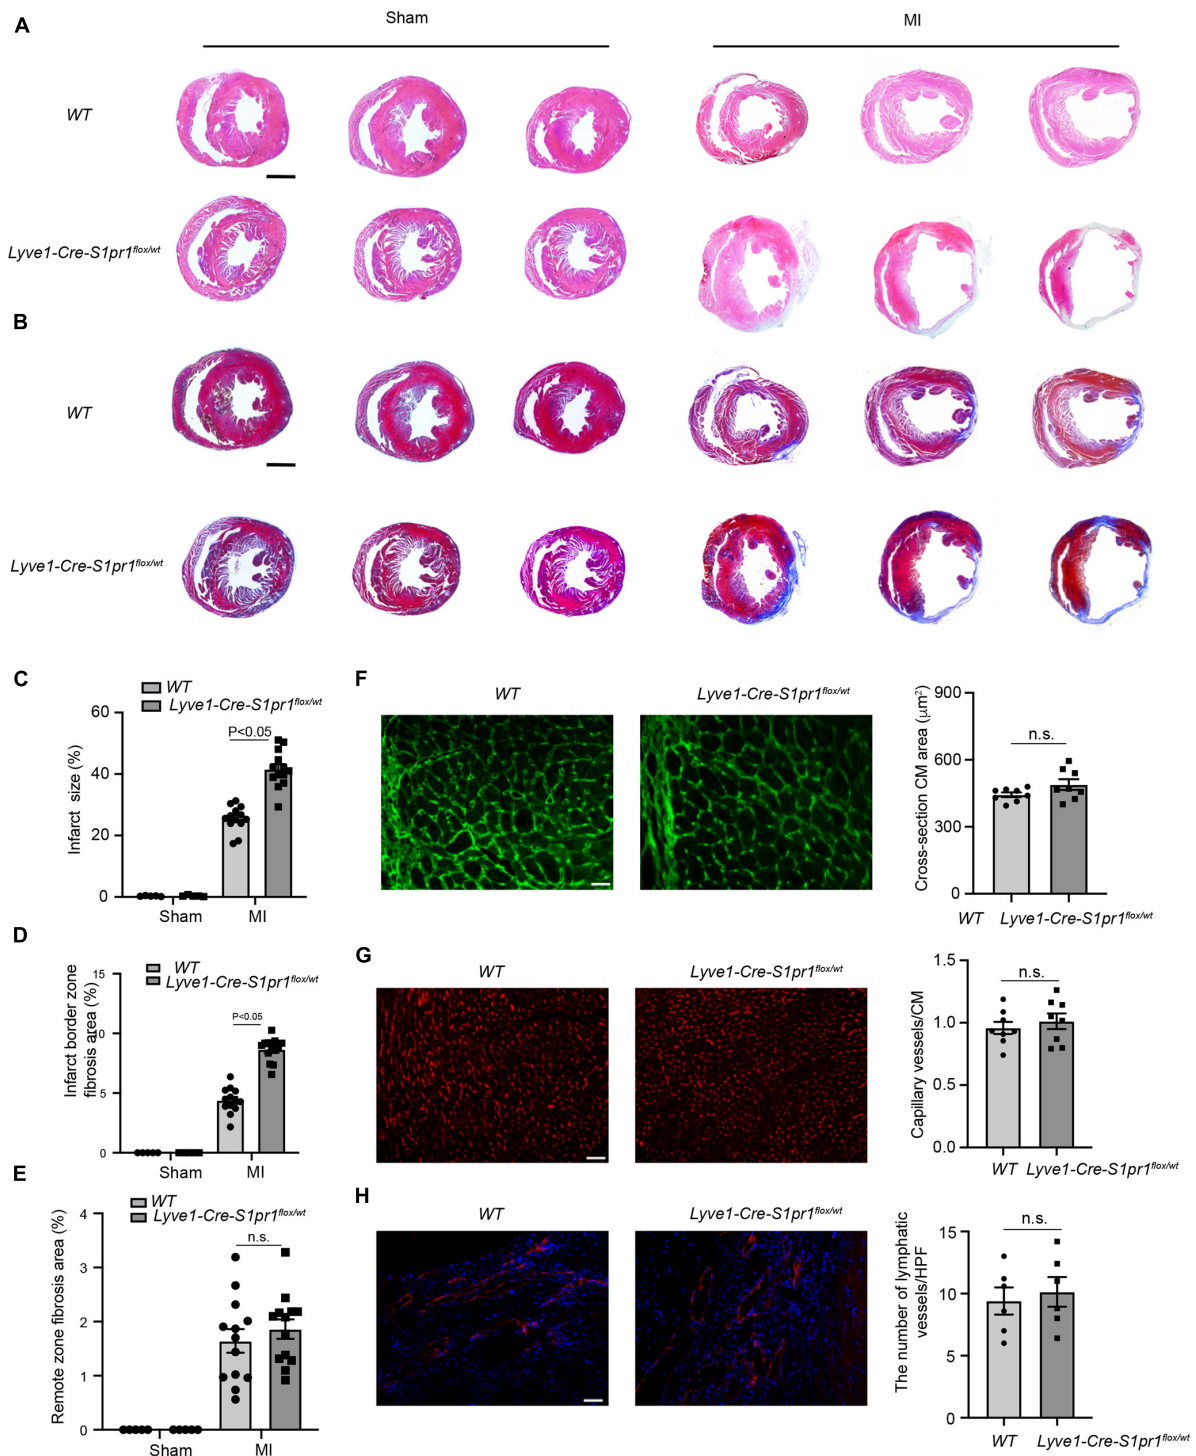 A
Sham
MI
WT
Lyve1-Cre-S1pr1flox/wt
B
WT
Lyve1-Cre-S1pr1flox/wt
C
WT
Lyve1-Cre-S1pr1flox/wt
Infarct size (%)
60
40
20
0
P<0.05
Sham
MI
D
WT
Lyve1-Cre-S1pr1flox/wt
Infarct border zone
fibrosis area (%)
15
10
5
0
P<0.05
Sham
MI
E
WT
Lyve1-Cre-S1pr1flox/wt
Remote zone fibrosis area (%)
4
3
2
1
0
n.s.
Sham
MI
F
WT
Lyve1-Cre-S1pr1flox/wt
Cross-section CM area (μm²)
900
600
300
0
n.s.
WT
Lyve1-Cre-S1pr1flox/wt
G
WT
Lyve1-Cre-S1pr1flox/wt
Capillary vessels/CM
1.5
1.0
0.5
0.0
n.s.
WT
Lyve1-Cre-S1pr1flox/wt
H
WT
Lyve1-Cre-S1pr1flox/wt
The number of lymphatic
vessels/HPF
15
10
5
0
n.s.
WT
Lyve1-Cre-S1pr1flox/wt